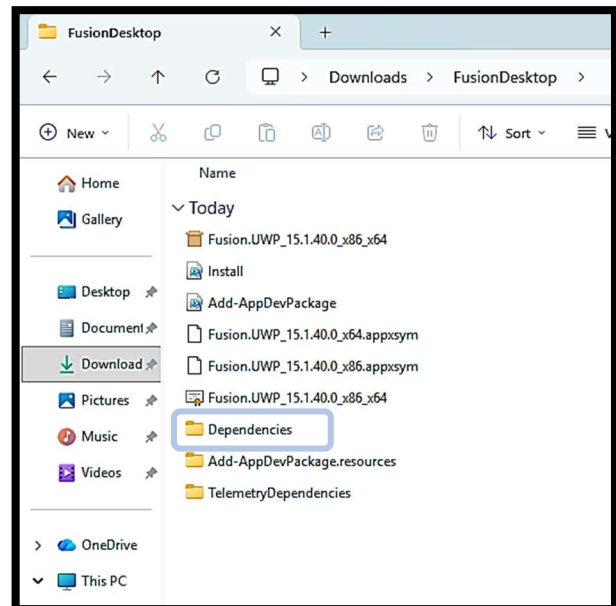 FusionDesktop
Downloads > FusionDesktop >
New
Sort
Home
Gallery
Desktop
Document
Download
Pictures
Music
Videos
OneDrive
This PC
Name
Today
Fusion.UWP_15.1.40.0_x86_x64
Install
Add-AppDevPackage
Fusion.UWP_15.1.40.0_x64.appxsym
Fusion.UWP_15.1.40.0_x86.appxsym
Fusion.UWP_15.1.40.0_x86_x64
Dependencies
Add-AppDevPackage.resources
TelemetryDependencies